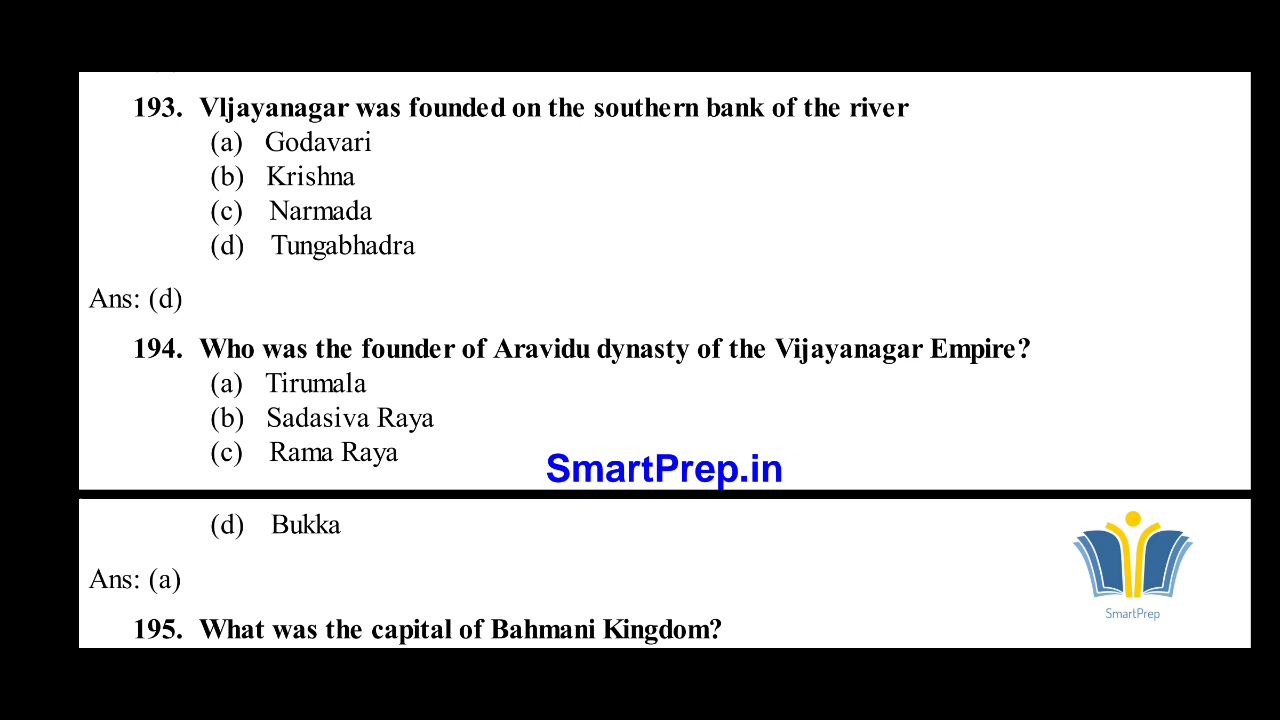 193. Vljayanagar was founded on the southern bank of the river
(a) Godavari
(b) Krishna
(c) Narmada
(d) Tungabhadra
Ans: (d)
194. Who was the founder of Aravidu dynasty of the Vijayanagar Empire?
(a) Tirumala
(b) Sadasiva Raya
(c) Rama Raya
SmartPrep.in
(d) Bukka
Ans: (a)
SmartPrep
195. What was the capital of Bahmani Kingdom?